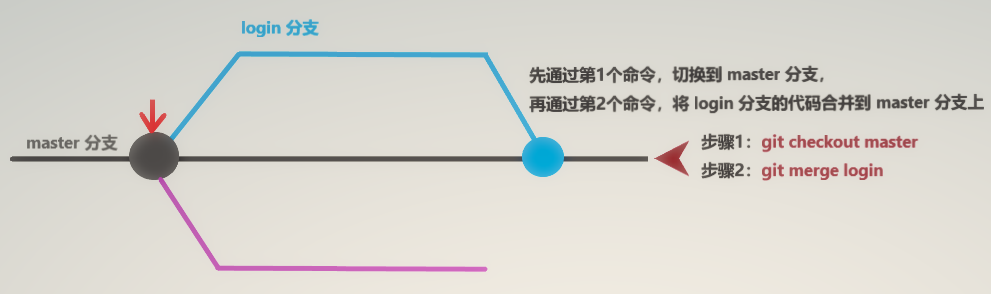 login 分支
先通过第1个命令，切换到 master 分支，
再通过第2个命令，将 login 分支的代码合并到 master 分支上
master 分支
步骤1：git checkout master
步骤2：git merge login